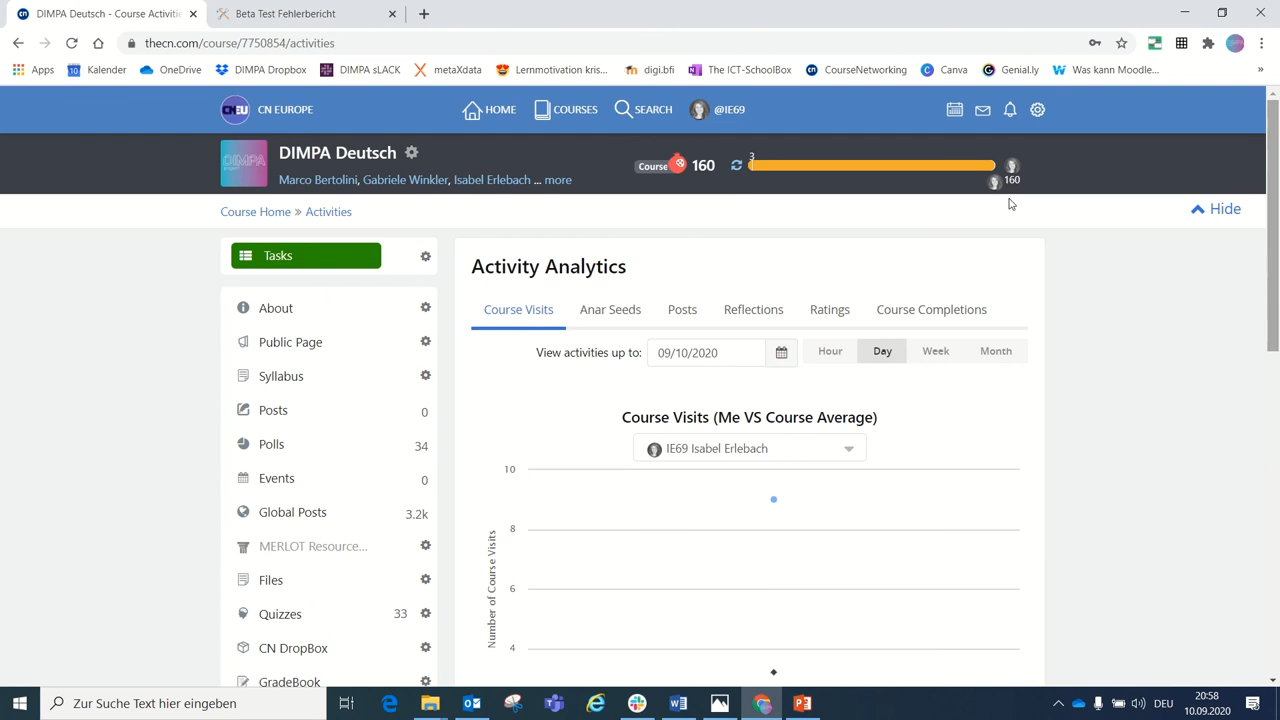 DIMPA Deutsch - Course Activitie
Beta Test Fehlerbericht
thecn.com/course/7750854/activities
Apps
Kalender
OneDrive
DIMPA Dropbox
DIMPA sLACK
metaXdata
Lernmotivation kris...
digi.bfi
The ICT-SchoolBox
CourseNetworking
Canva
Genial.ly
Was kann Moodle...
CNEU
CN EUROPE
HOME
COURSES
SEARCH
@IE69
DIMPA
DIMPA Deutsch
Marco Bertolini, Gabriele Winkler, Isabel Erlebach ... more
Course
160
3
160
Course Home » Activities
Hide
Tasks
About
Public Page
Syllabus
Posts 0
Polls 34
Events 0
Global Posts 3.2k
MERLOT Resource...
Files
Quizzes 33
CN DropBox
GradeBook
Activity Analytics
Course Visits
Anar Seeds
Posts
Reflections
Ratings
Course Completions
View activities up to: 09/10/2020
Hour
Day
Week
Month
Course Visits (Me VS Course Average)
IE69 Isabel Erlebach
10
8
6
4
Number of Course Visits
Zur Suche Text hier eingeben
DEU
20:58
10.09.2020